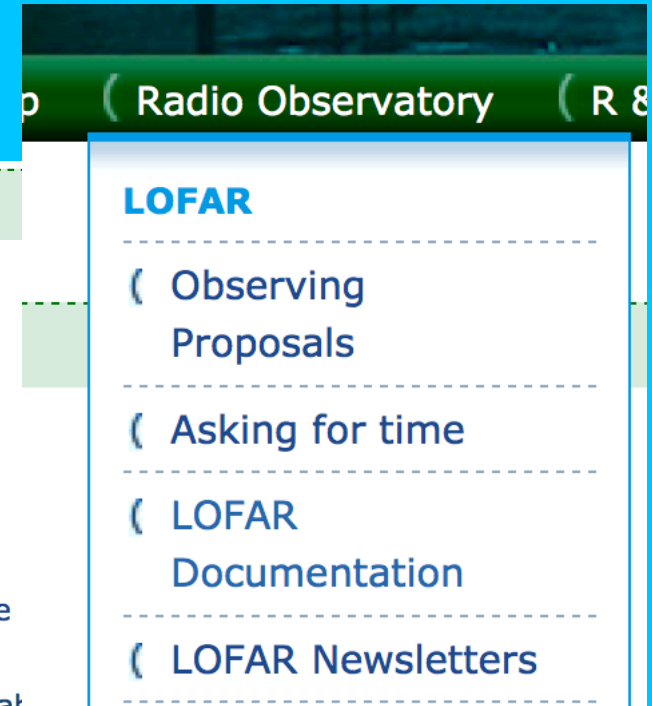 p Radio Observatory R &
LOFAR
Observing
Proposals
Asking for time
LOFAR
Documentation
e
LOFAR Newsletters